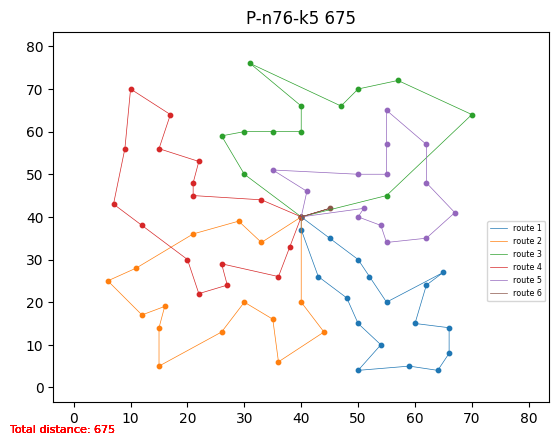 P-n76-k5 675
80
70
60
50
40
30
20
10
0
0 10 20 30 40 50 60 70 80
route 1
route 2
route 3
route 4
route 5
route 6
Total distance: 675